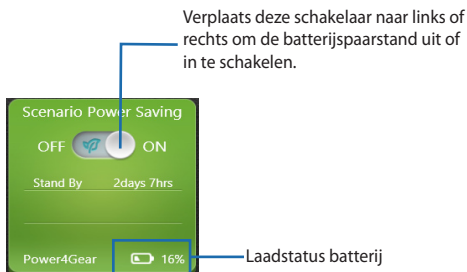 Verplaats deze schakelaar naar links of
rechts om de batterijspaarstand uit of
in te schakelen.
Scenario Power Saving
OFF ON
Stand By 2days 7hrs
Power4Gear 16%
Laadstatus batterij